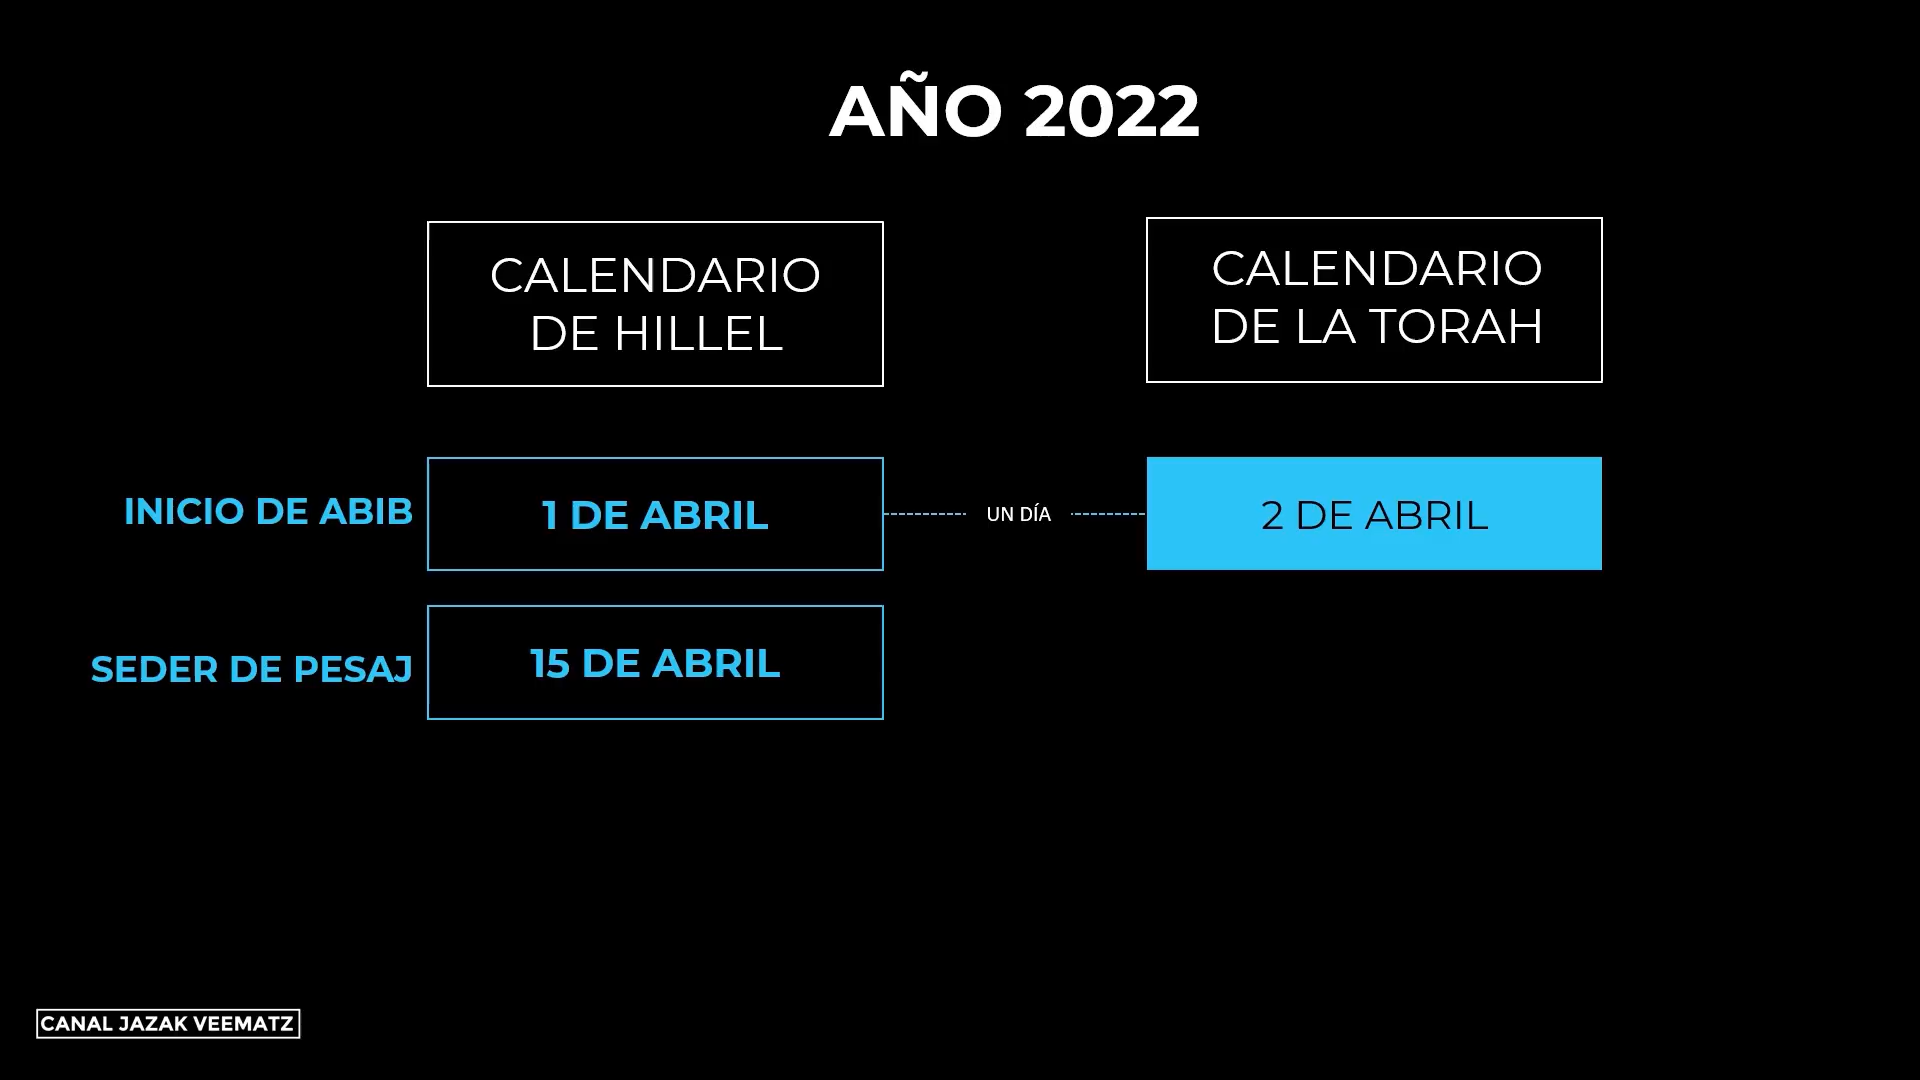 AÑO 2022
CALENDARIO
DE HILLEL
CALENDARIO
DE LA TORAH
INICIO DE ABIB
1 DE ABRIL
UN DÍA
2 DE ABRIL
SEDER DE PESAJ
15 DE ABRIL
CANAL JAZAK VEEMATZ